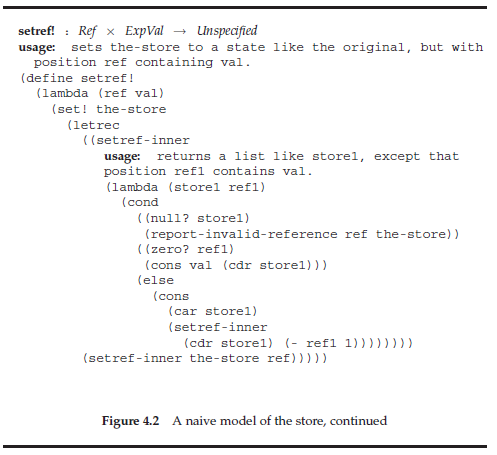 setref! : Ref × ExpVal → Unspecified
usage: sets the-store to a state like the original, but with
position ref containing val.
(define setref!
(lambda (ref val)
(set! the-store
(letrec
((setref-inner
usage: returns a list like store1, except that
position ref1 contains val.
(lambda (store1 ref1)
(cond
((null? store1)
(report-invalid-reference ref the-store))
((zero? ref1)
(cons val (cdr store1)))
(else
(cons
(car store1)
(setref-inner
(cdr store1) (- ref1 1))))))))
(setref-inner the-store ref)))))
Figure 4.2 A naive model of the store, continued